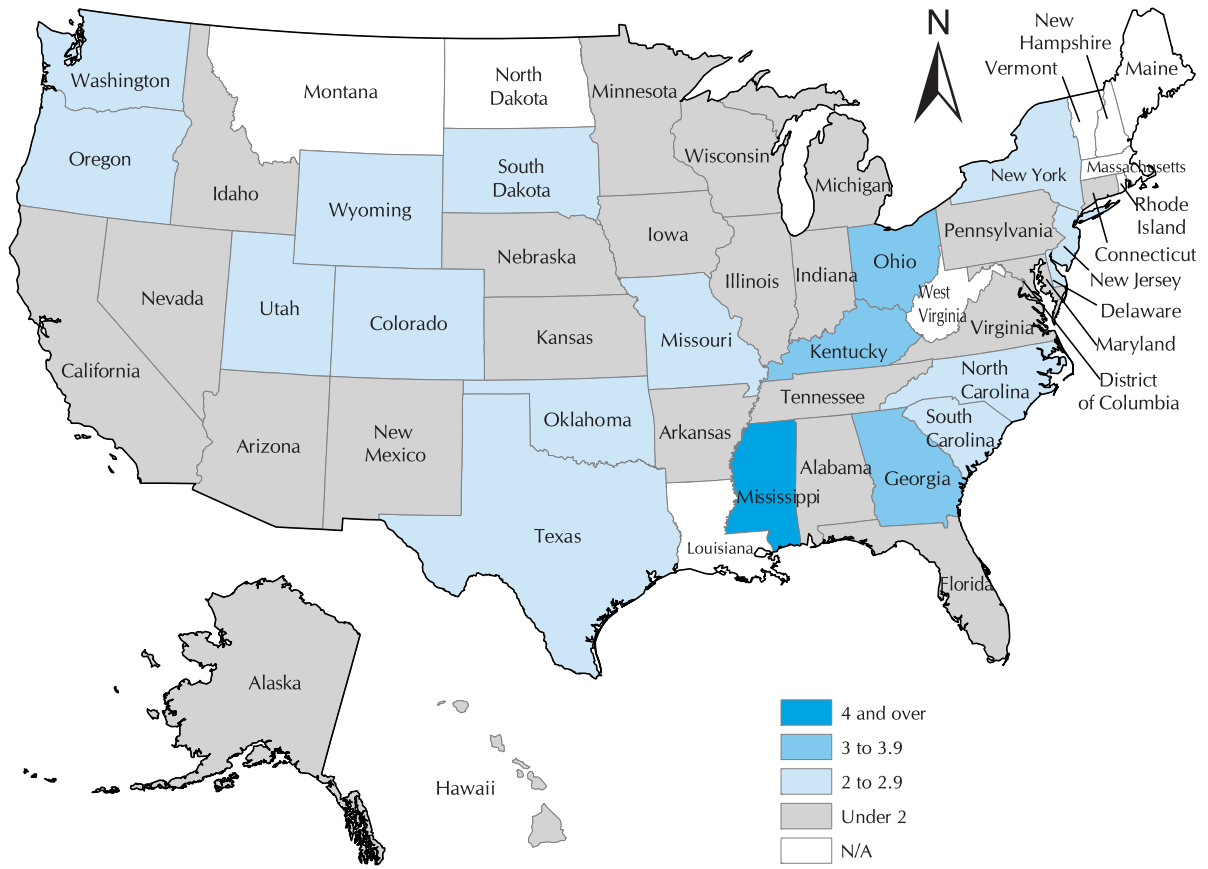 N
New
Hampshire
Vermont
Maine
Washington
Montana
North
Dakota
Minnesota
Oregon
Idaho
South
Dakota
Wisconsin
Michigan
New York
Massachusetts
Rhode
Island
Connecticut
New Jersey
Delaware
Maryland
District
of Columbia
Wyoming
Nebraska
Iowa
Illinois
Indiana
Ohio
Pennsylvania
West
Virginia
Virginia
Nevada
Utah
Colorado
Kansas
Missouri
Kentucky
California
Arizona
New
Mexico
Oklahoma
Arkansas
Tennessee
North
Carolina
South
Carolina
Texas
Louisiana
Mississippi
Alabama
Georgia
Florida
Alaska
Hawaii
4 and over
3 to 3.9
2 to 2.9
Under 2
N/A